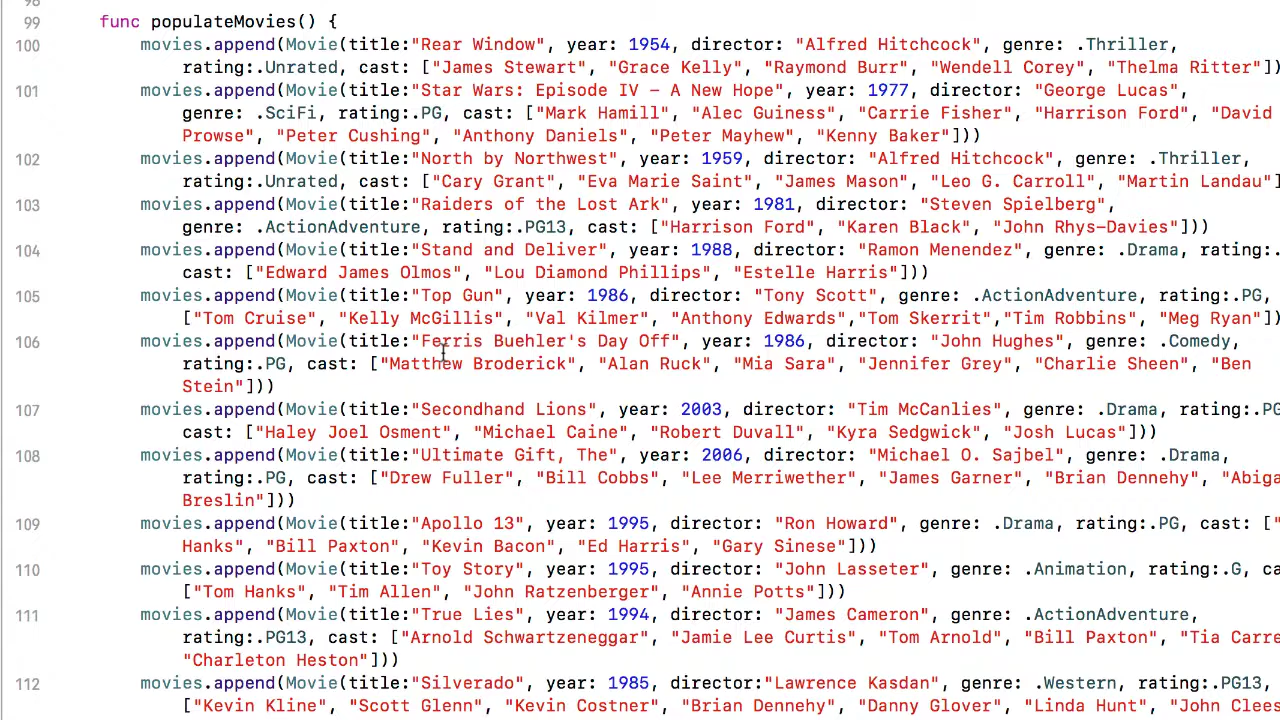 98
99 func populateMovies() {
100 movies.append(Movie(title:"Rear Window", year: 1954, director: "Alfred Hitchcock", genre: .Thriller,
rating:.Unrated, cast: ["James Stewart", "Grace Kelly", "Raymond Burr", "Wendell Corey", "Thelma Ritter"]))
101 movies.append(Movie(title:"Star Wars: Episode IV – A New Hope", year: 1977, director: "George Lucas",
genre: .SciFi, rating:.PG, cast: ["Mark Hamill", "Alec Guiness", "Carrie Fisher", "Harrison Ford", "David
Prowse", "Peter Cushing", "Anthony Daniels", "Peter Mayhew", "Kenny Baker"]))
102 movies.append(Movie(title:"North by Northwest", year: 1959, director: "Alfred Hitchcock", genre: .Thriller,
rating:.Unrated, cast: ["Cary Grant", "Eva Marie Saint", "James Mason", "Leo G. Carroll", "Martin Landau"]
103 movies.append(Movie(title:"Raiders of the Lost Ark", year: 1981, director: "Steven Spielberg",
genre: .ActionAdventure, rating:.PG13, cast: ["Harrison Ford", "Karen Black", "John Rhys-Davies"]))
104 movies.append(Movie(title:"Stand and Deliver", year: 1988, director: "Ramon Menendez", genre: .Drama, rating:.
cast: ["Edward James Olmos", "Lou Diamond Phillips", "Estelle Harris"]))
105 movies.append(Movie(title:"Top Gun", year: 1986, director: "Tony Scott", genre: .ActionAdventure, rating:.PG,
["Tom Cruise", "Kelly McGillis", "Val Kilmer", "Anthony Edwards","Tom Skerrit","Tim Robbins", "Meg Ryan"]))
106 movies.append(Movie(title:"Ferris Buehler's Day Off", year: 1986, director: "John Hughes", genre: .Comedy,
rating:.PG, cast: ["Matthew Broderick", "Alan Ruck", "Mia Sara", "Jennifer Grey", "Charlie Sheen", "Ben
Stein"]))
107 movies.append(Movie(title:"Secondhand Lions", year: 2003, director: "Tim McCanlies", genre: .Drama, rating:.PG
cast: ["Haley Joel Osment", "Michael Caine", "Robert Duvall", "Kyra Sedgwick", "Josh Lucas"]))
108 movies.append(Movie(title:"Ultimate Gift, The", year: 2006, director: "Michael O. Sajbel", genre: .Drama,
rating:.PG, cast: ["Drew Fuller", "Bill Cobbs", "Lee Merriwether", "James Garner", "Brian Dennehy", "Abiga
Breslin"]))
109 movies.append(Movie(title:"Apollo 13", year: 1995, director: "Ron Howard", genre: .Drama, rating:.PG, cast: ["
Hanks", "Bill Paxton", "Kevin Bacon", "Ed Harris", "Gary Sinese"]))
110 movies.append(Movie(title:"Toy Story", year: 1995, director: "John Lasseter", genre: .Animation, rating:.G, ca
["Tom Hanks", "Tim Allen", "John Ratzenberger", "Annie Potts"]))
111 movies.append(Movie(title:"True Lies", year: 1994, director: "James Cameron", genre: .ActionAdventure,
rating:.PG13, cast: ["Arnold Schwartzeneggar", "Jamie Lee Curtis", "Tom Arnold", "Bill Paxton", "Tia Carre
"Charleton Heston"]))
112 movies.append(Movie(title:"Silverado", year: 1985, director:"Lawrence Kasdan", genre: .Western, rating:.PG13,
["Kevin Kline", "Scott Glenn", "Kevin Costner", "Brian Dennehy", "Danny Glover", "Linda Hunt", "John Clees